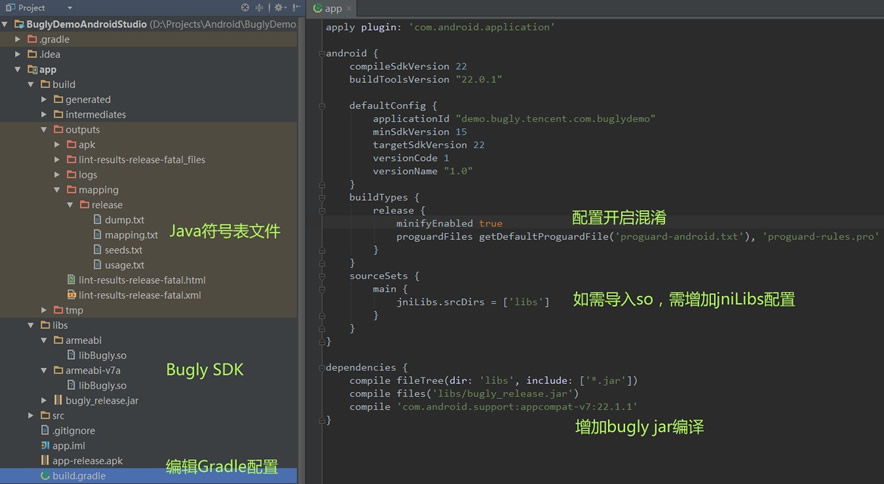 Project
BuglyDemoAndroidStudio (D:\Projects\Android\BuglyDemo
.gradle
.idea
app
build
generated
intermediates
outputs
apk
lint-results-release-fatal_files
logs
mapping
release
dump.txt
mapping.txt
seeds.txt
usage.txt
Java符号表文件
lint-results-release-fatal.html
lint-results-release-fatal.xml
tmp
libs
armeabi
libBugly.so
armeabi-v7a
libBugly.so
Bugly SDK
bugly_release.jar
src
.gitignore
app.iml
app-release.apk
build.gradle
编辑Gradle配置
app
apply plugin: 'com.android.application'
android {
compileSdkVersion 22
buildToolsVersion "22.0.1"
defaultConfig {
applicationId "demo.bugly.tencent.com.buglydemo"
minSdkVersion 15
targetSdkVersion 22
versionCode 1
versionName "1.0"
}
buildTypes {
release {
minifyEnabled true
配置开启混淆
proguardFiles getDefaultProguardFile('proguard-android.txt'), 'proguard-rules.pro'
}
}
sourceSets {
main {
jniLibs.srcDirs = ['libs']
如需导入so，需增加jniLibs配置
}
}
}
dependencies {
compile fileTree(dir: 'libs', include: ['*.jar'])
compile files('libs/bugly_release.jar')
compile 'com.android.support:appcompat-v7:22.1.1'
}
增加bugly jar编译